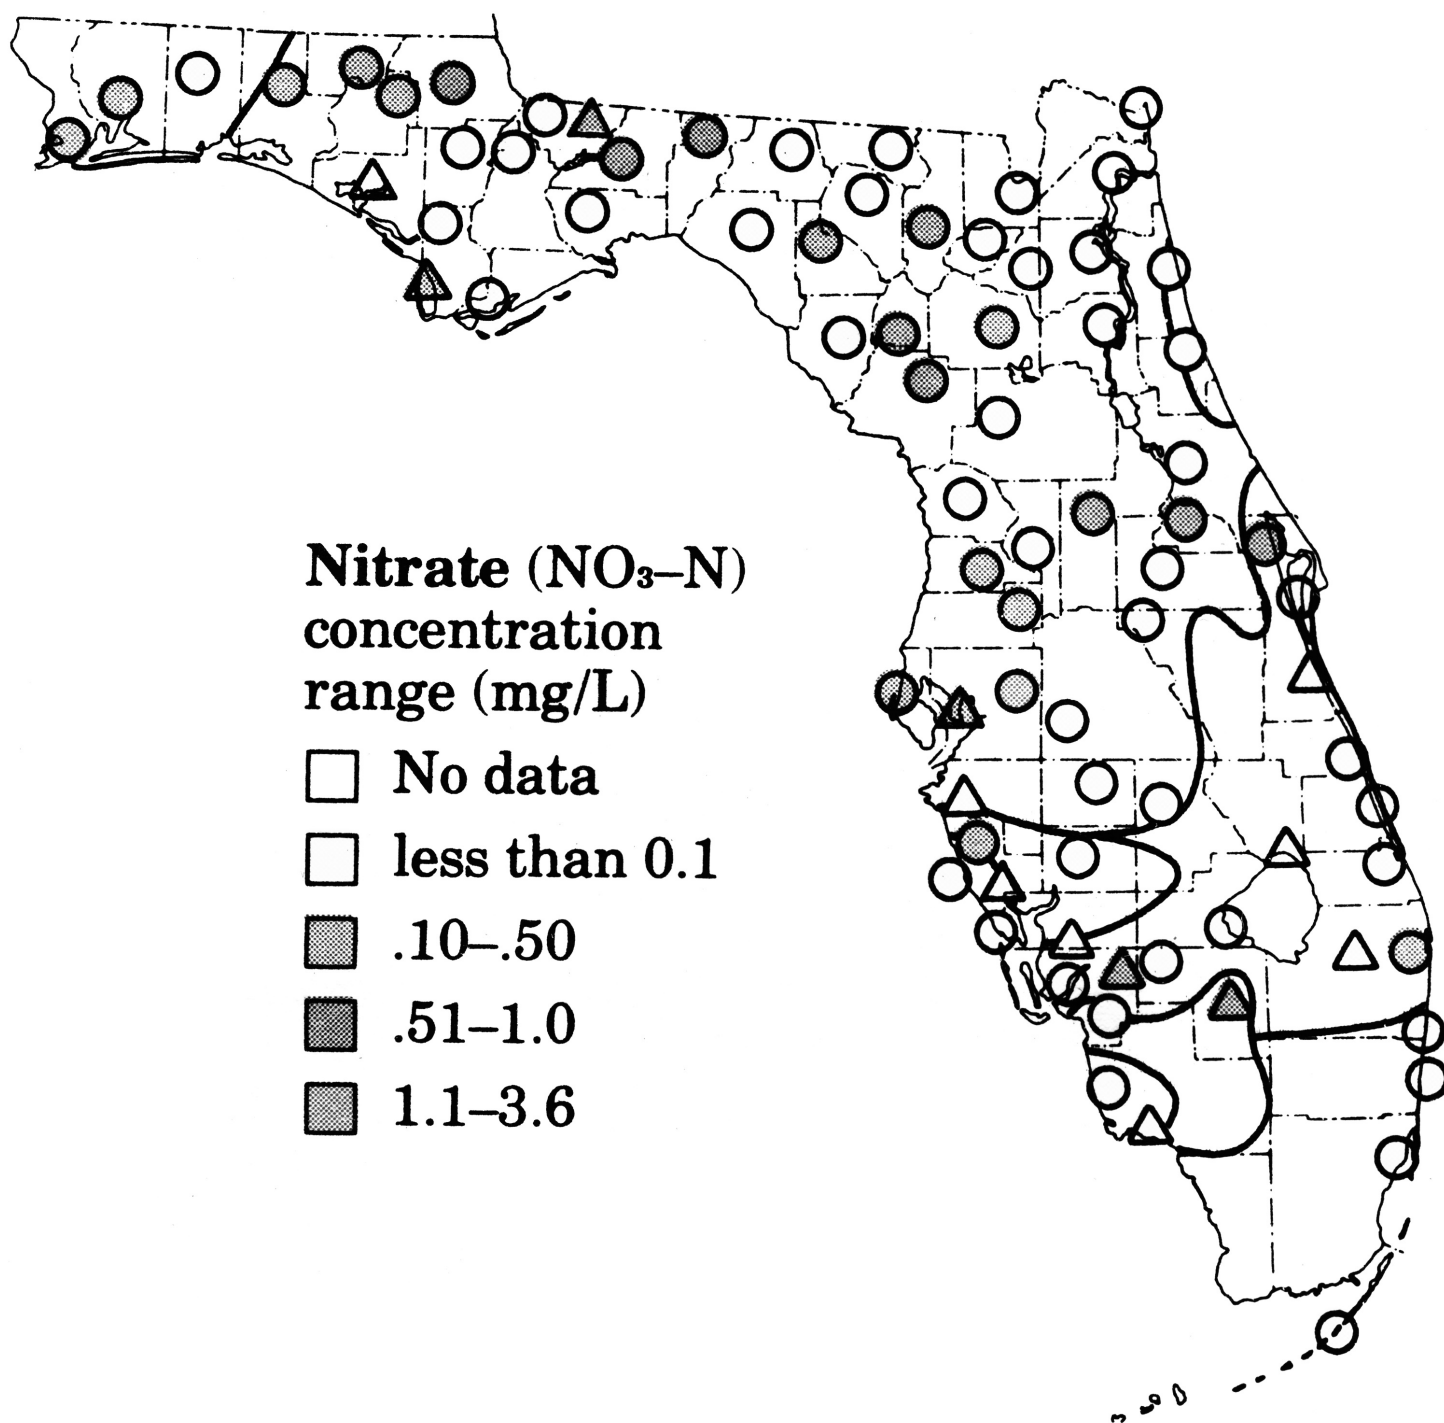 Nitrate (NO₃–N)
concentration
range (mg/L)
No data
less than 0.1
.10–.50
.51–1.0
1.1–3.6